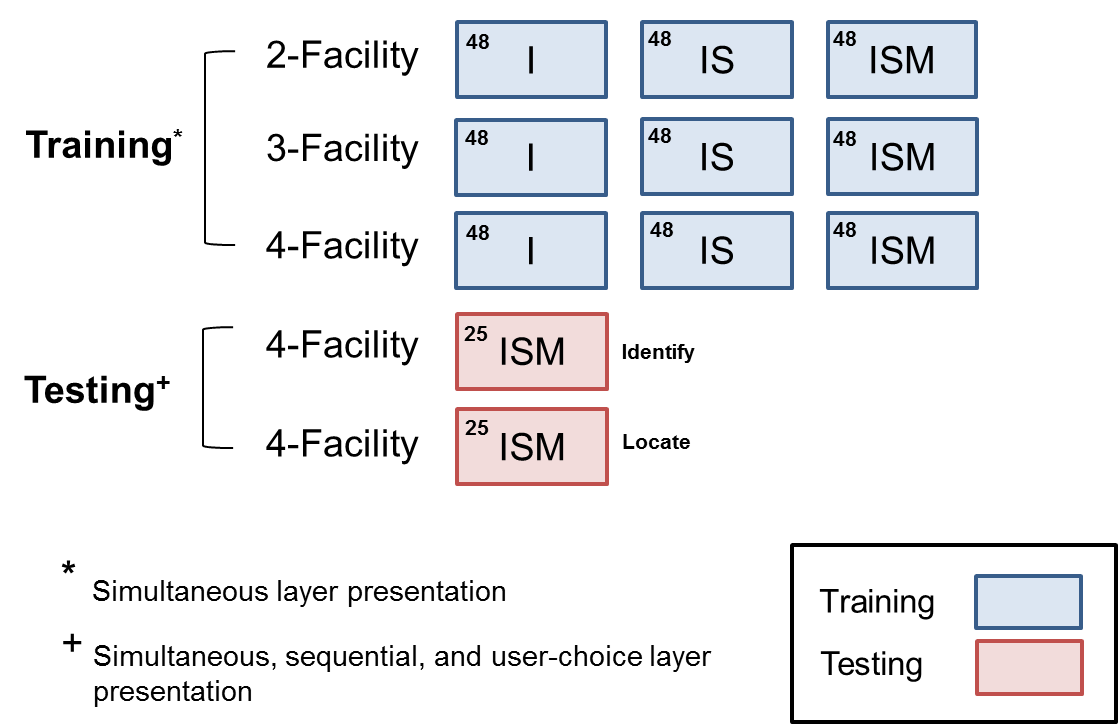 2-Facility 48 I 48 IS 48 ISM
Training* 3-Facility 48 I 48 IS 48 ISM
4-Facility 48 I 48 IS 48 ISM
4-Facility 25 ISM Identify
Testing+
4-Facility 25 ISM Locate
* Simultaneous layer presentation
+ Simultaneous, sequential, and user-choice layer
presentation
Training
Testing